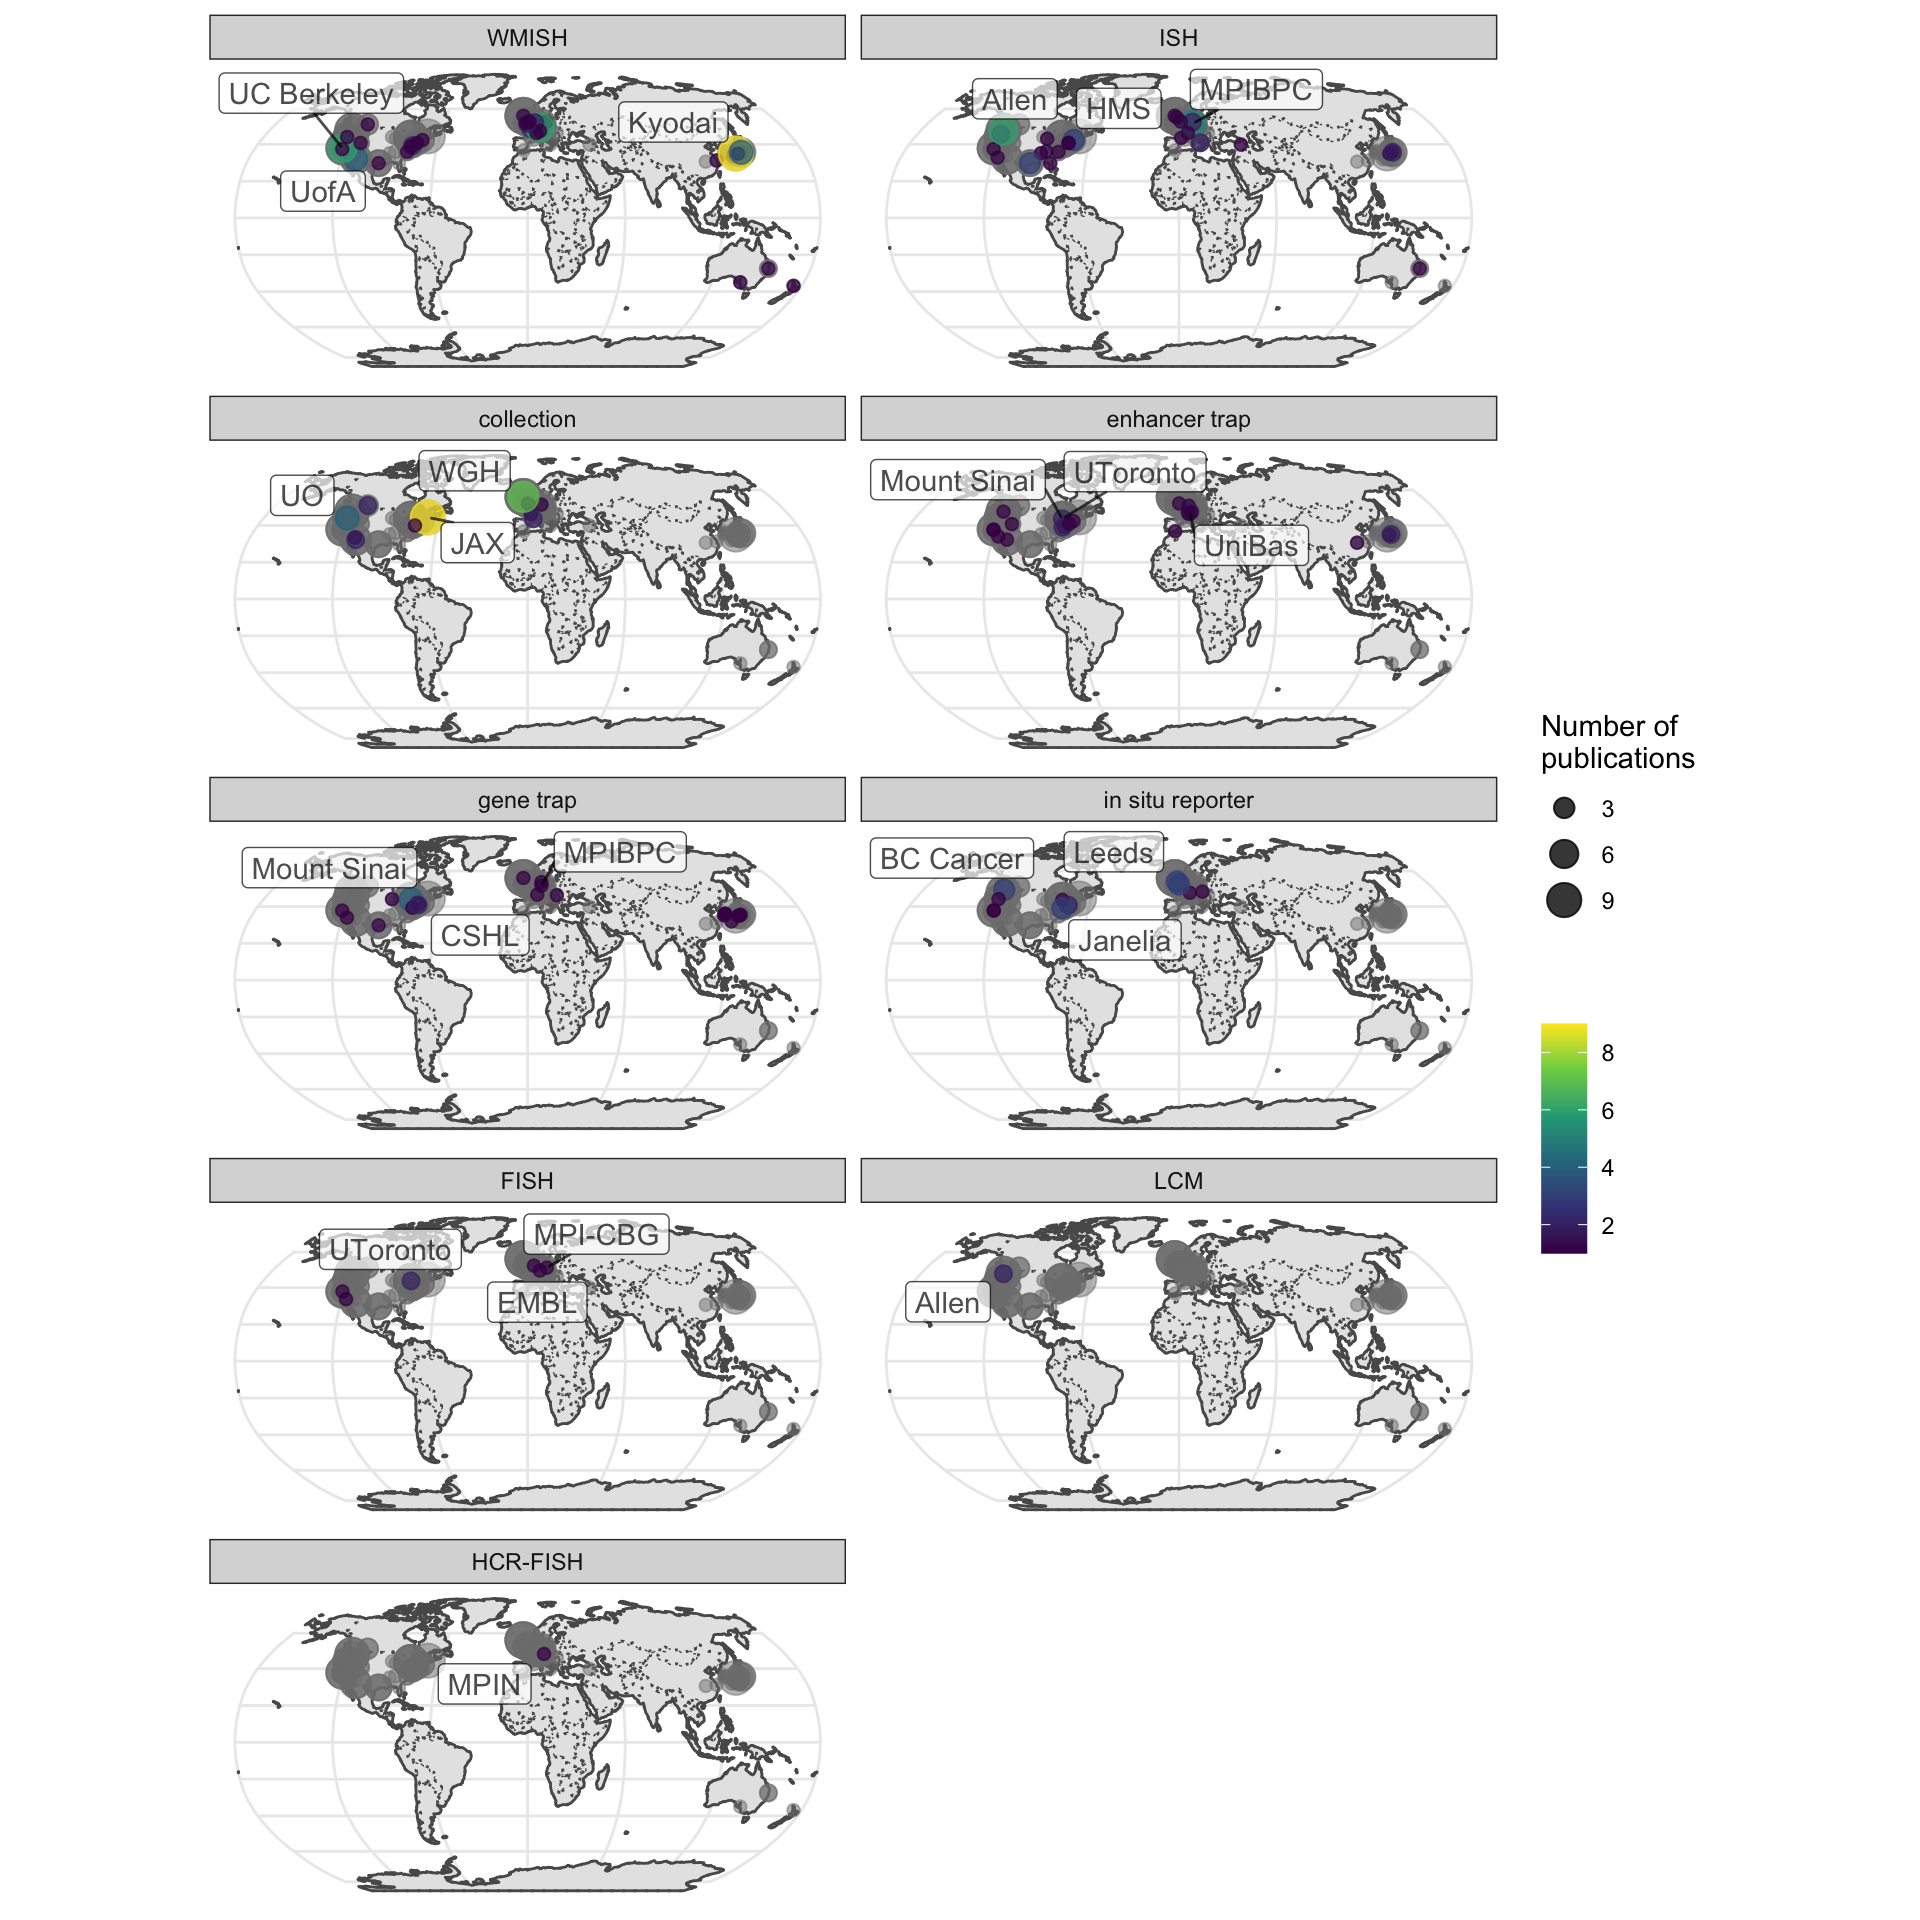 WMISH
ISH
UC Berkeley
Kyodai
UofA
Allen
HMS
MPIBPC
collection
enhancer trap
UO
WGH
JAX
Mount Sinai
UToronto
UniBas
gene trap
in situ reporter
Mount Sinai
MPIBPC
CSHL
BC Cancer
Leeds
Janelia
FISH
LCM
UToronto
MPI-CBG
EMBL
Allen
HCR-FISH
MPIN
Number of
publications
3
6
9
8
6
4
2